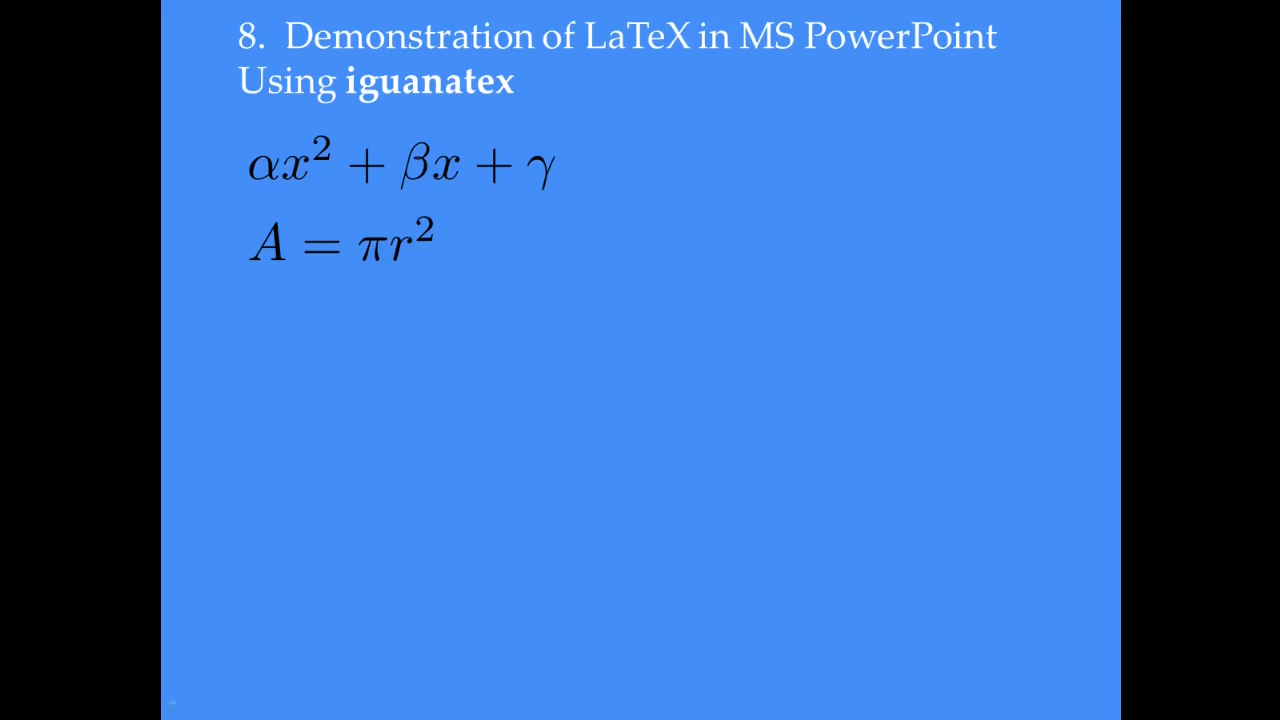 8. Demonstration of LaTeX in MS PowerPoint
Using iguanatex
αx² + βx + γ
A = πr²